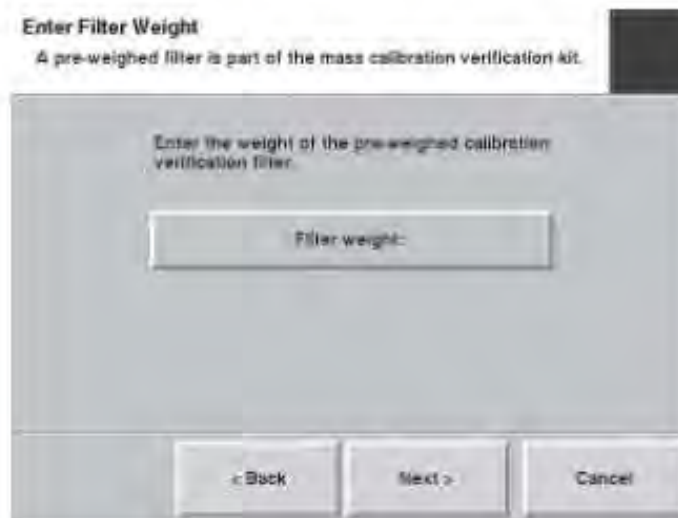 Enter Filter Weight
A pre-weighed filter is part of the mass calibration verification kit.
Enter the weight of the pre-weighed calibration
verification filter.
Filter weight:
< Back
Next >
Cancel